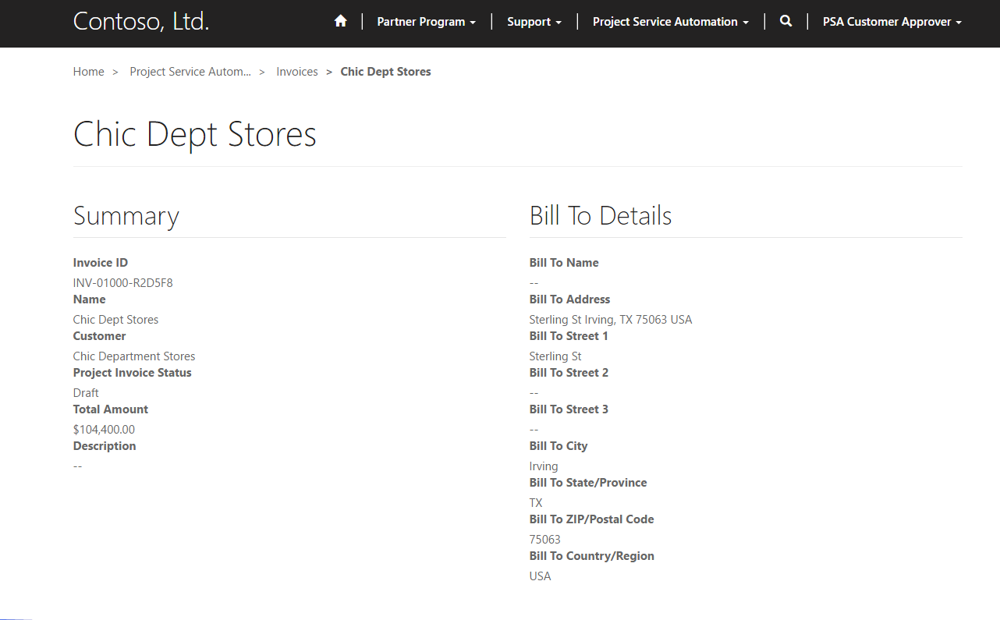 Contoso, Ltd.
Partner Program
Support
Project Service Automation
PSA Customer Approver
Home > Project Service Autom... > Invoices > Chic Dept Stores
Chic Dept Stores
Summary
Invoice ID
INV-01000-R2D5F8
Name
Chic Dept Stores
Customer
Chic Department Stores
Project Invoice Status
Draft
Total Amount
$104,400.00
Description
--
Bill To Details
Bill To Name
--
Bill To Address
Sterling St Irving, TX 75063 USA
Bill To Street 1
Sterling St
Bill To Street 2
--
Bill To Street 3
--
Bill To City
Irving
Bill To State/Province
TX
Bill To ZIP/Postal Code
75063
Bill To Country/Region
USA